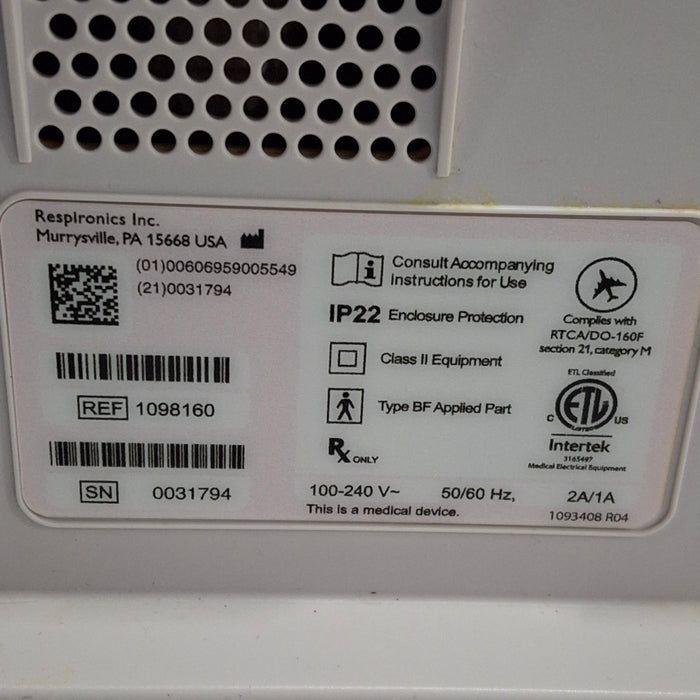 Respironics Inc.
Murrysville, PA 15668 USA
(01)00606959005549
(21)0031794
REF 1098160
SN 0031794
Consult Accompanying
Instructions for Use
IP22 Enclosure Protection
Class II Equipment
Type BF Applied Part
Rx ONLY
100-240 V~ 50/60 Hz, 2A/1A
This is a medical device.
Complies with
RTCA/DO-160F
section 21, category M
ETL Classified
C ETL US
LISTED
Intertek
3165497
Medical Electrical Equipment
1093408 R04